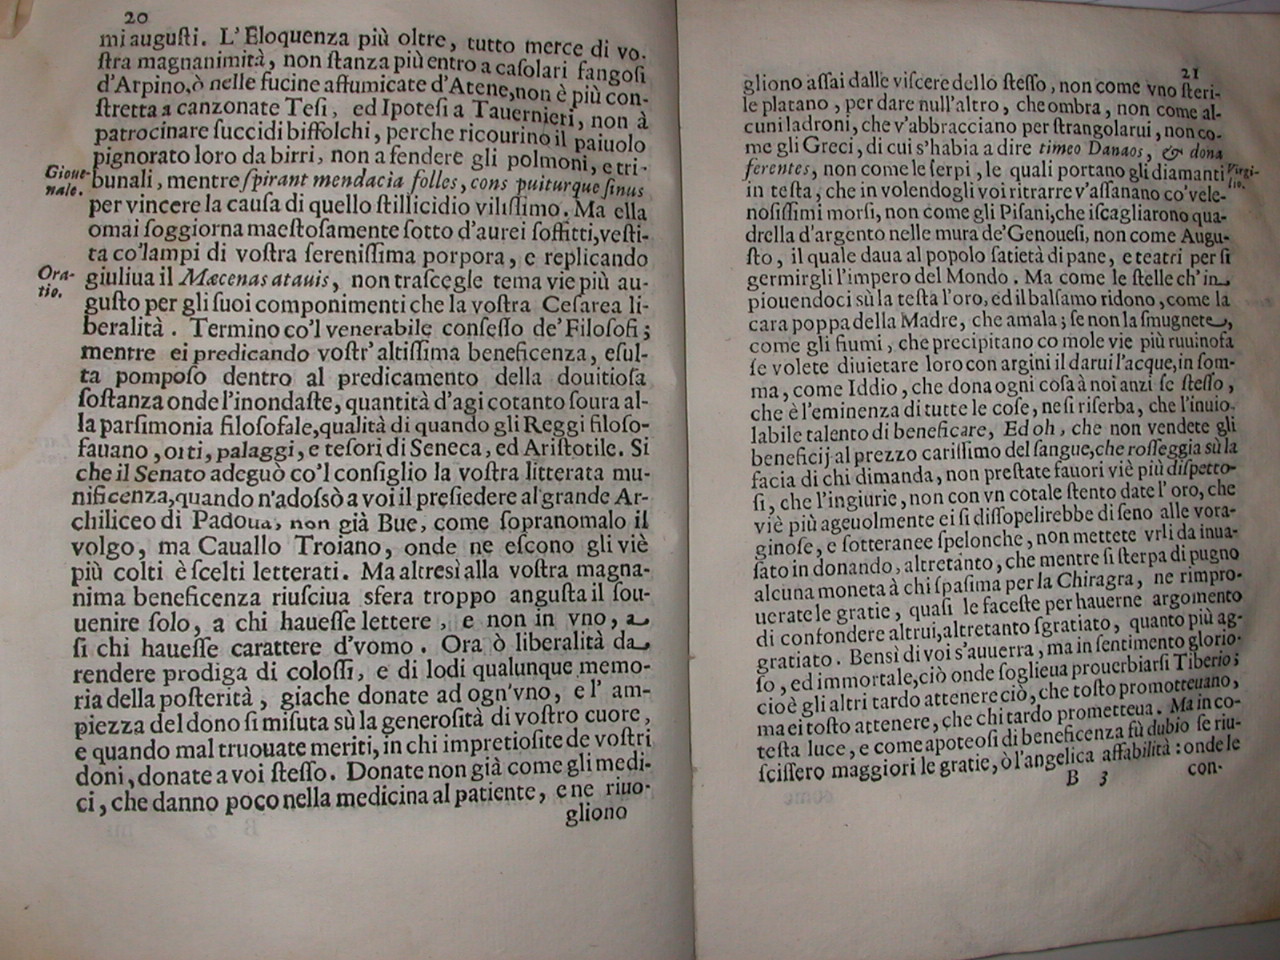 20
mi augusti. L'Eloquenza più oltre, tutto merce di vo-
ſtra magnanimità, non ſtanza più entro a caſolari fangoſi
d'Arpino, ò nelle fucine affumicate d'Atene, non è più con-
ſtretta a canzonate Teſi, ed Ipoteſi a Tauernieri, non à
patrocinare ſuccidi biffolchi, perche ricourino il paiuolo
pignorato loro da birri, non a fendere gli polmoni, e tri-
Gioue-
nale.
bunali, mentre ſpirant mendacia folles, cons puiturque ſinus
per vincere la cauſa di quello ſtillicidio viliſſimo. Ma ella
omai ſoggiorna maeſtoſamente ſotto d'aurei ſoffitti, veſti-
ta co'lampi di voſtra ſereniſſima porpora, e replicando
Ora-
tio.
giuliua il Mæcenas atauis, non traſcegle tema vie più au-
guſto per gli ſuoi componimenti che la voſtra Ceſarea li-
beralità. Termino co'l venerabile conſeſſo de'Filoſofi;
mentre ei predicando voſtr'altiſſima beneficenza, eſul-
ta pompoſo dentro al predicamento della douitioſa
ſoſtanza onde l'inondaſte, quantità d'agi cotanto ſoura al-
la parſimonia filoſofale, qualità di quando gli Reggi filoſo-
fauano, orti, palaggi, e teſori di Seneca, ed Ariſtotile. Si
che il Senato adeguò co'l conſiglio la voſtra litterata mu-
nificenza, quando n'adoſsò a voi il preſiedere al grande Ar-
chiliceo di Padoua, non già Bue, come ſopranomalo il
volgo, ma Cauallo Troiano, onde ne eſcono gli viè
più colti è ſcelti letterati. Ma altresì alla voſtra magna-
nima beneficenza riuſciua sfera troppo anguſta il ſou-
uenire ſolo, a chi haueſſe lettere, e non in vno, a
ſi chi haueſſe carattere d'vomo. Ora ò liberalità da
rendere prodiga di coloſſi, e di lodi qualunque memo-
ria della poſterità, giache donate ad ogn'vno, e l' am-
piezza del dono ſi miſuta sù la generoſità di voſtro cuore,
e quando mal truouate meriti, in chi impretioſite de voſtri
doni, donate a voi ſteſſo. Donate non già come gli medi-
ci, che danno poco nella medicina al patiente, e ne riuo-
gliono
21
gliono aſſai dalle viſcere dello ſteſſo, non come vno ſteri-
le platano, per dare null'altro, che ombra, non come al-
cuni ladroni, che v'abbracciano per ſtrangolarui, non co-
me gli Greci, di cui s'habia a dire timeo Danaos, & dona
ferentes, non come le ſerpi, le quali portano gli diamanti
Virgi-
lio.
in teſta, che in volendogli voi ritrarre v'aſſanano co'vele-
noſiſſimi morſi, non come gli Piſani, che iſcagliarono qua-
drella d'argento nelle mura de'Genoueſi, non come Augu-
ſto, il quale daua al popolo ſatietà di pane, e teatri per ſi
germirgli l'impero del Mondo. Ma come le ſtelle ch'in
piouendoci sù la teſta l'oro, ed il balſamo ridono, come la
cara poppa della Madre, che amala; ſe non la ſmugnete,
come gli fiumi, che precipitano co mole vie più ruuinoſa
ſe volete diuietare loro con argini il darui l'acque, in ſom-
ma, come Iddio, che dona ogni coſa à noi anzi ſe ſteſſo,
che è l'eminenza di tutte le coſe, ne ſi riſerba, che l'inuio-
labile talento di beneficare, Ed oh, che non vendete gli
beneficij al prezzo cariſſimo del ſangue, che roſſeggia sù la
facia di chi dimanda, non preſtate fauori viè più diſpetto-
ſi, che l'ingiurie, non con vn cotale ſtento date l'oro, che
viè più ageuolmente ei ſi diſſopelirebbe di ſeno alle vora-
ginoſe, e ſotteranee ſpelonche, non mettete vrli da inua-
ſato in donando, altretanto, che mentre ſi ſterpa di pugno
alcuna moneta à chi ſpaſima per la Chiragra, ne rimpro-
uerate le gratie, quaſi le faceſte per hauerne argomento
di confondere altrui, altretanto ſgratiato, quanto più ag-
gratiato. Bensì di voi s'auuerra, ma in ſentimento glorio-
ſo, ed immortale, ciò onde ſoglieua prouerbiarſi Tiberio;
cioè gli altri tardo attenere ciò, che toſto promotteuano,
ma ei toſto attenere, che chi tardo prometteua. Ma in co-
teſta luce, e come apoteoſi di beneficenza fù dubio ſe riu-
ſciſſero maggiori le gratie, ò l'angelica affabilità: onde le
B 3
con-